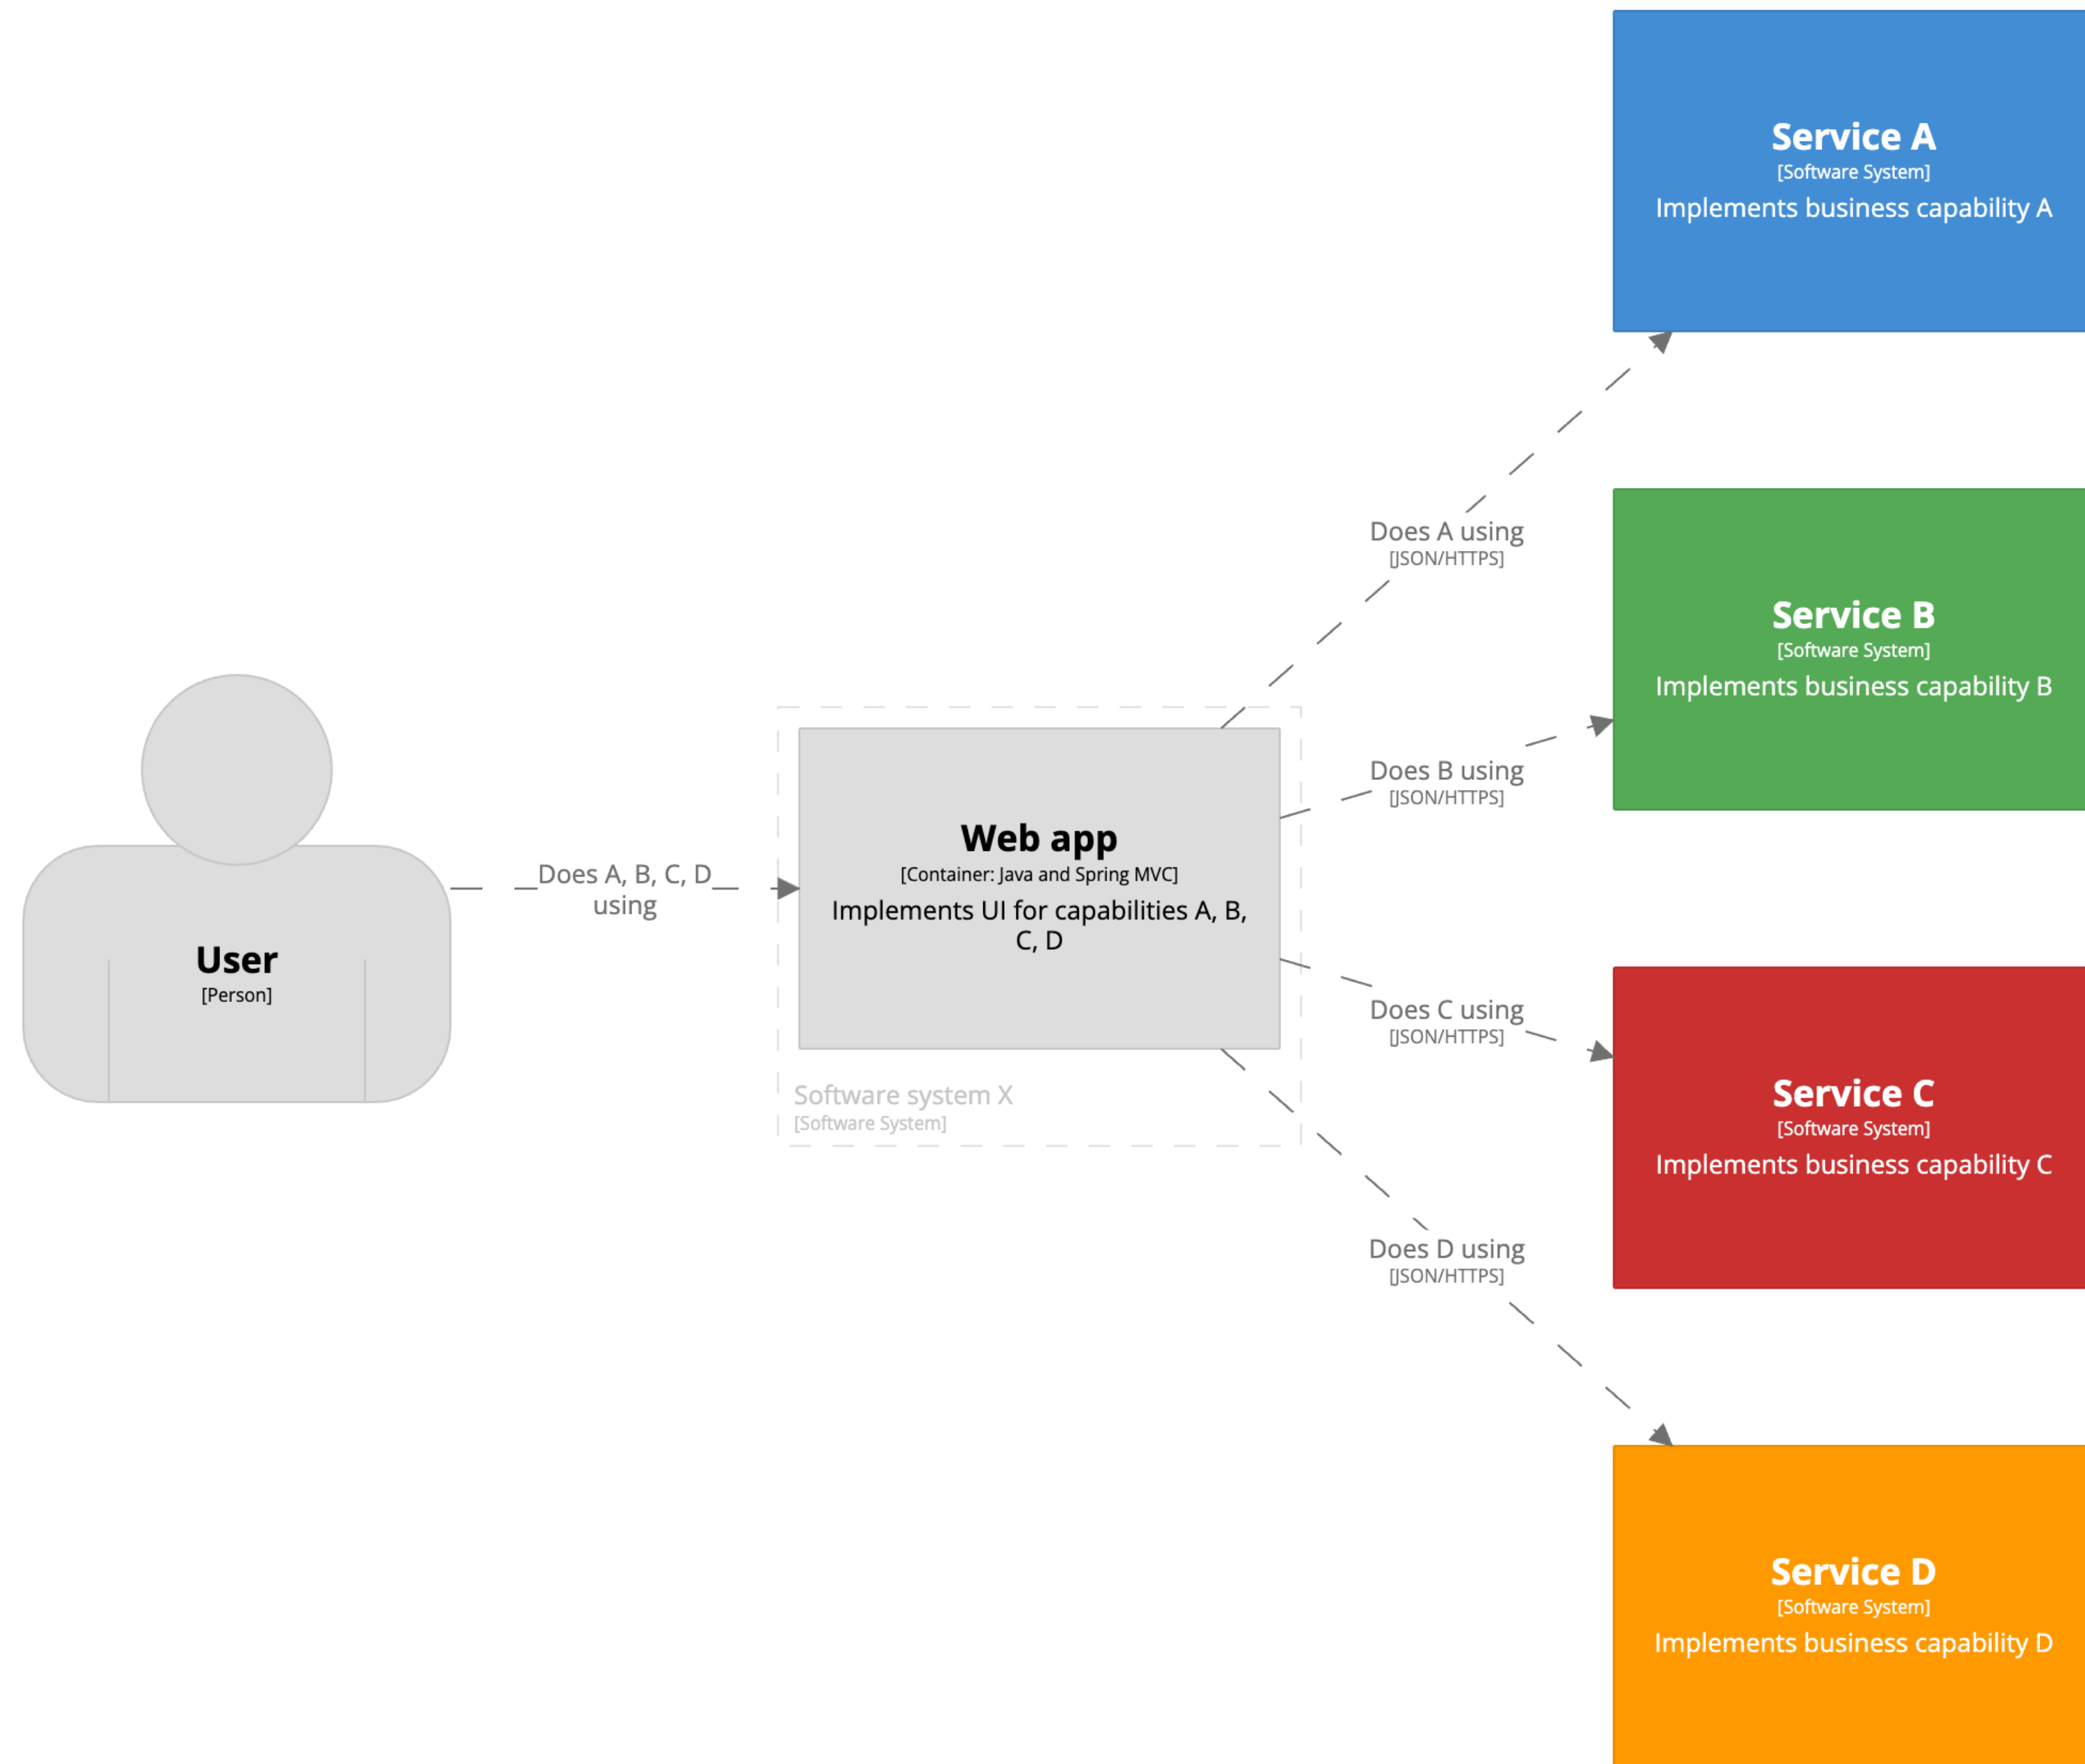 Service A
[Software System]
Implements business capability A
Does A using
[JSON/HTTPS]
Service B
[Software System]
Implements business capability B
Does B using
[JSON/HTTPS]
User
[Person]
Does A, B, C, D
using
Web app
[Container: Java and Spring MVC]
Implements UI for capabilities A, B,
C, D
Software system X
[Software System]
Does C using
[JSON/HTTPS]
Service C
[Software System]
Implements business capability C
Does D using
[JSON/HTTPS]
Service D
[Software System]
Implements business capability D